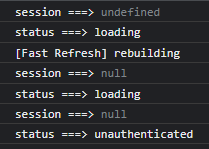 session ===> undefined
status ===> loading
[Fast Refresh] rebuilding
session ===> null
status ===> loading
session ===> null
status ===> unauthenticated